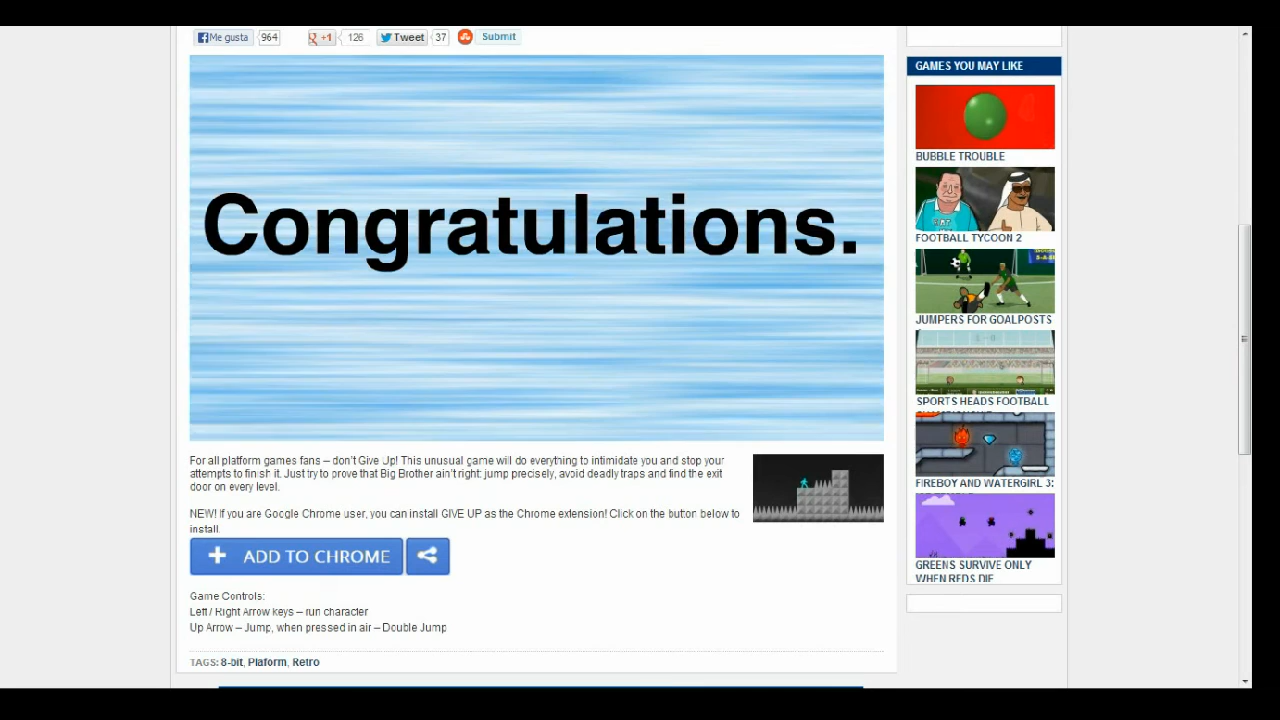 Me gusta 964 +1 126 Tweet 37 Submit
Congratulations.
For all platform games fans – don't Give Up! This unusual game will do everything to intimidate you and stop your
attempts to finish it. Just try to prove that Big Brother ain't right: jump precisely, avoid deadly traps and find the exit
door on every level.
NEW! If you are Google Chrome user, you can install GIVE UP as the Chrome extension! Click on the button below to
install.
ADD TO CHROME
Game Controls:
Left / Right Arrow keys – run character
Up Arrow – Jump, when pressed in air – Double Jump
TAGS: 8-bit, Plaform, Retro
GAMES YOU MAY LIKE
BUBBLE TROUBLE
FOOTBALL TYCOON 2
JUMPERS FOR GOALPOSTS
SPORTS HEADS FOOTBALL
FIREBOY AND WATERGIRL 3:
GREENS SURVIVE ONLY
WHEN REDS DIE